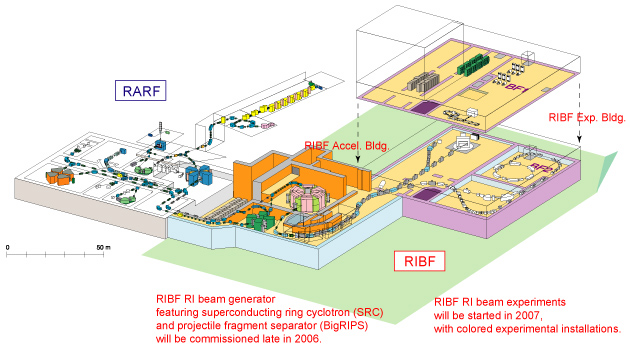 RARF
BF1
RIBF Exp. Bldg.
RIBF Accel. Bldg.
BF2
0
50 m
RIBF
RIBF RI beam generator
featuring superconducting ring cyclotron (SRC)
and projectile fragment separator (BigRIPS)
will be commissioned late in 2006.
RIBF RI beam experiments
will be started in 2007,
with colored experimental installations.